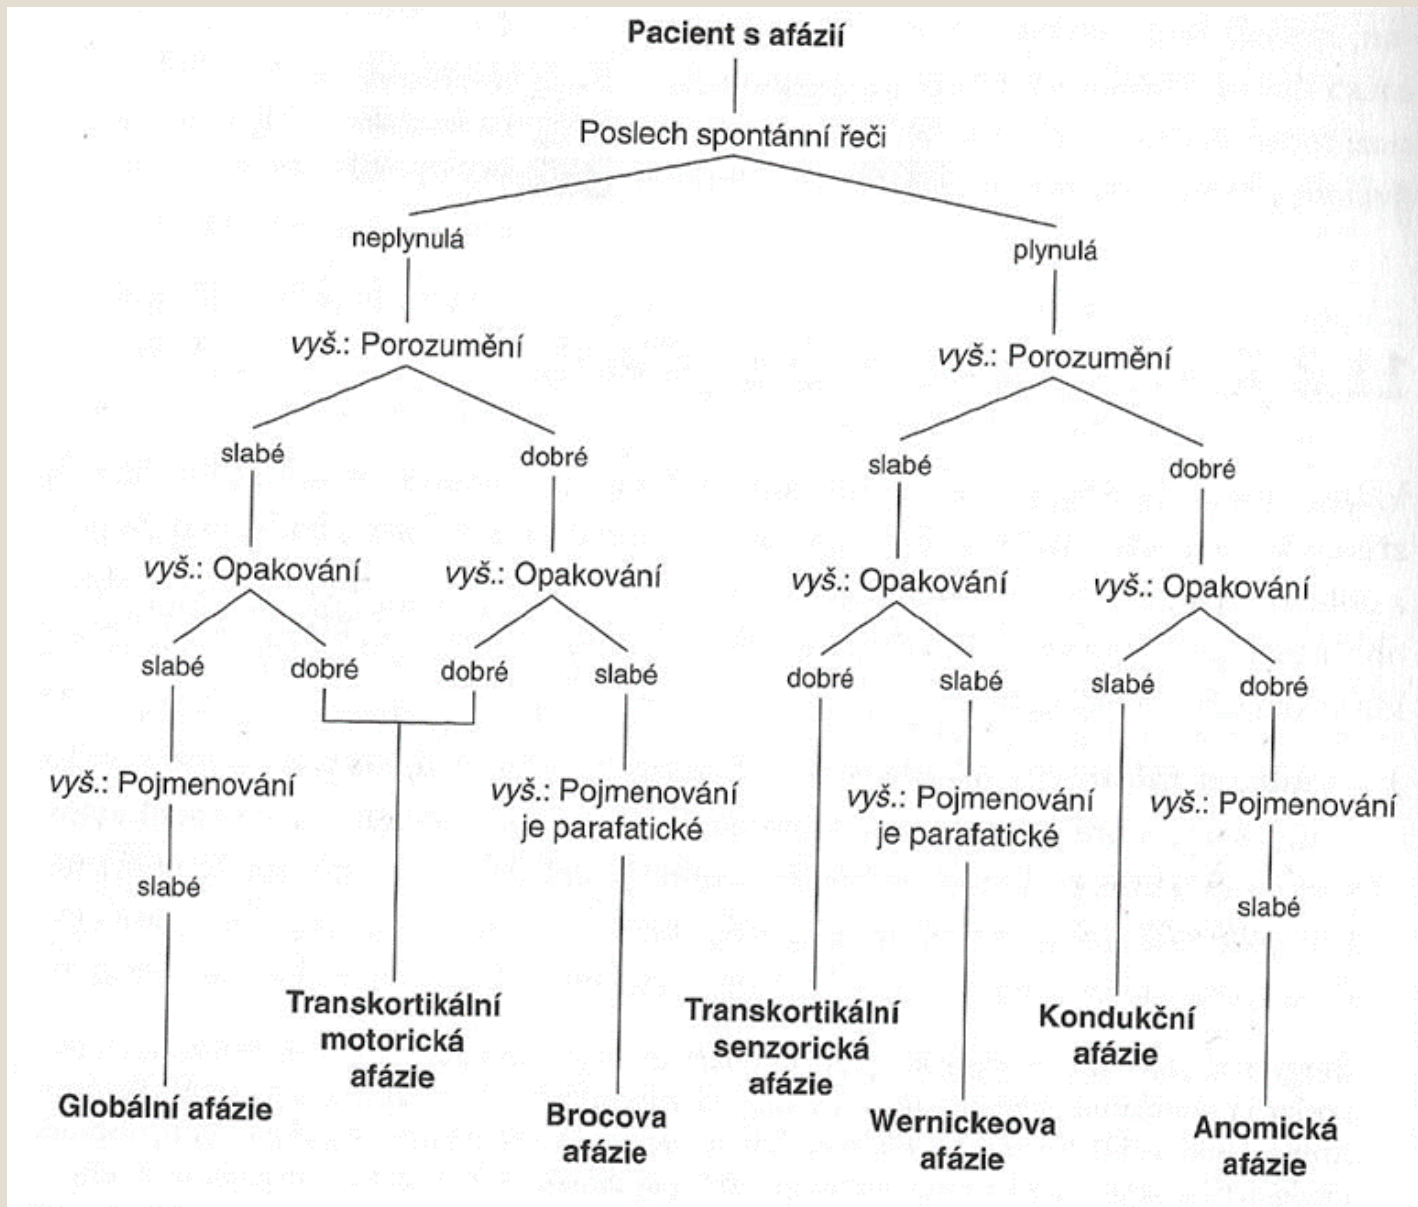 Pacient s afázií
Poslech spontánní řeči
neplynulá
plynulá
vyš.: Porozumění
vyš.: Porozumění
slabé
dobré
slabé
dobré
vyš.: Opakování
vyš.: Opakování
vyš.: Opakování
vyš.: Opakování
slabé
dobré
dobré
slabé
dobré
slabé
slabé
dobré
vyš.: Pojmenování
vyš.: Pojmenování
je parafatické
vyš.: Pojmenování
je parafatické
vyš.: Pojmenování
slabé
slabé
Globální afázie
Transkortikální
motorická
afázie
Brocova
afázie
Transkortikální
senzorická
afázie
Wernickeova
afázie
Kondukční
afázie
Anomická
afázie